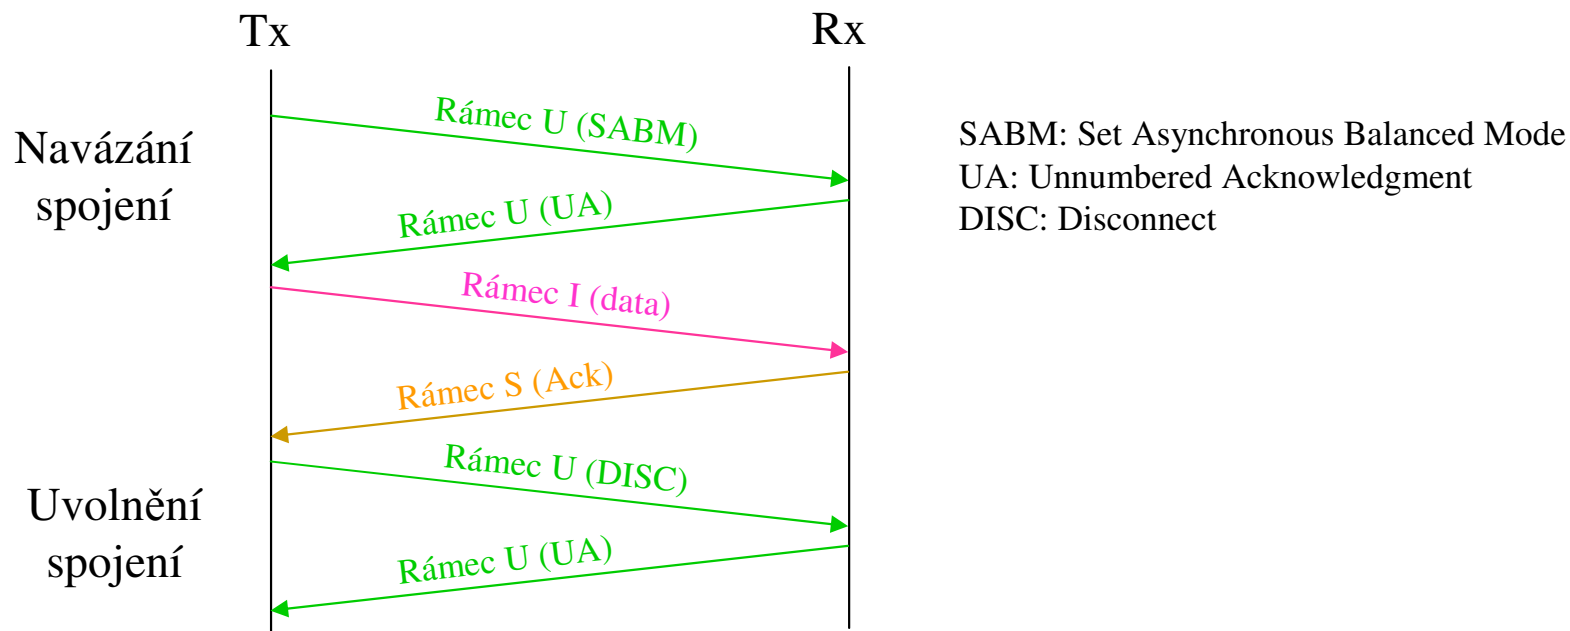 Tx
Rx
Navázání
spojení
Rámec U (SABM)
Rámec U (UA)
Rámec I (data)
Rámec S (Ack)
Uvolnění
spojení
Rámec U (DISC)
Rámec U (UA)
SABM: Set Asynchronous Balanced Mode
UA: Unnumbered Acknowledgment
DISC: Disconnect